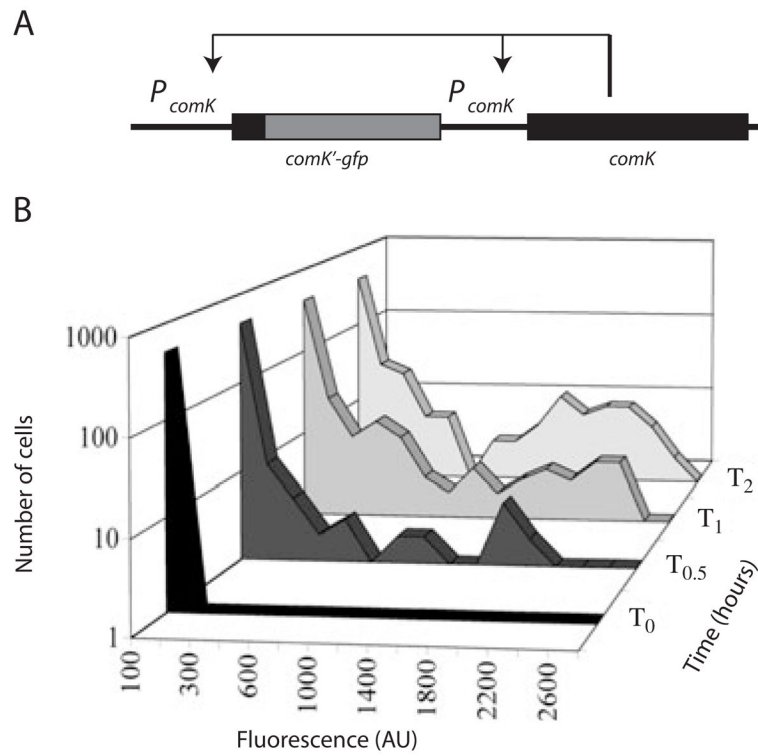 A
P comK
P comK
comK'-gfp
comK
B
1000
100
10
1
Number of cells
100
300
600
1000
1400
1800
2200
2600
Fluorescence (AU)
T0
T0.5
T1
T2
Time (hours)